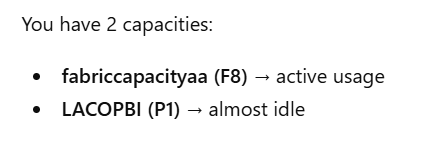 You have 2 capacities:
• fabriccapacityaa (F8) → active usage
• LACOPBI (P1) → almost idle